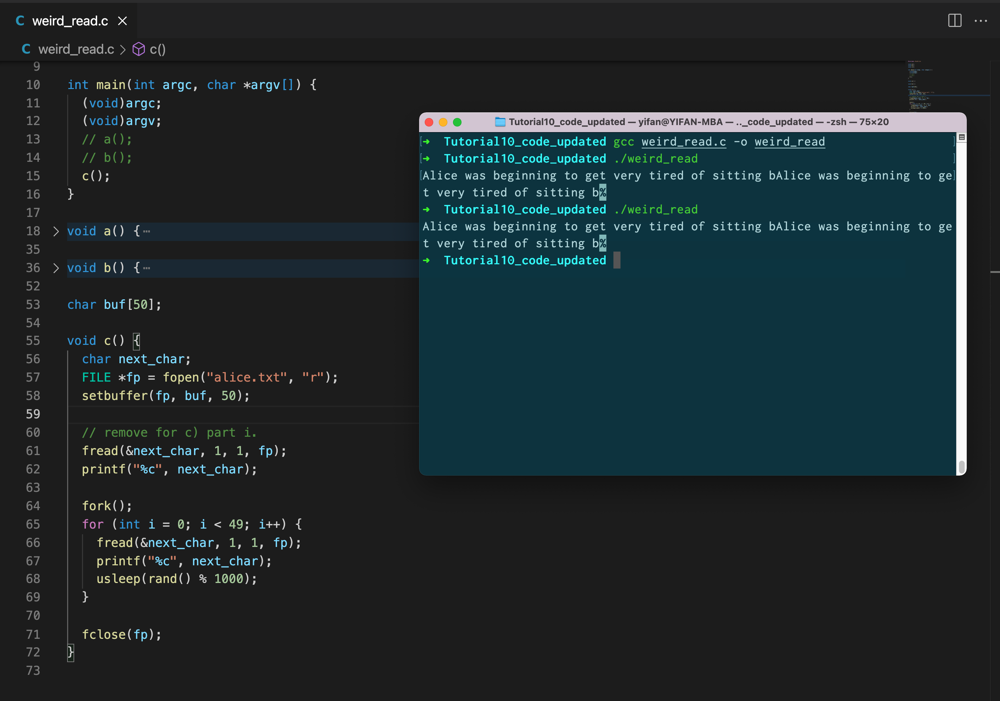 weird_read.c
weird_read.c > c()
9
10 int main(int argc, char *argv[]) {
11 (void)argc;
12 (void)argv;
13 // a();
14 // b();
15 c();
16 }
17
18 void a() {⋯
35
36 void b() {⋯
52
53 char buf[50];
54
55 void c() {
56 char next_char;
57 FILE *fp = fopen("alice.txt", "r");
58 setbuffer(fp, buf, 50);
59
60 // remove for c) part i.
61 fread(&next_char, 1, 1, fp);
62 printf("%c", next_char);
63
64 fork();
65 for (int i = 0; i < 49; i++) {
66 fread(&next_char, 1, 1, fp);
67 printf("%c", next_char);
68 usleep(rand() % 1000);
69 }
70
71 fclose(fp);
72 }
73
Tutorial10_code_updated — yifan@YIFAN-MBA — .._code_updated — -zsh — 75×20
[➜ Tutorial10_code_updated gcc weird_read.c -o weird_read ]
[➜ Tutorial10_code_updated ./weird_read ]
[Alice was beginning to get very tired of sitting bAlice was beginning to ge]
t very tired of sitting b%
➜ Tutorial10_code_updated ./weird_read
Alice was beginning to get very tired of sitting bAlice was beginning to ge
t very tired of sitting b%
➜ Tutorial10_code_updated